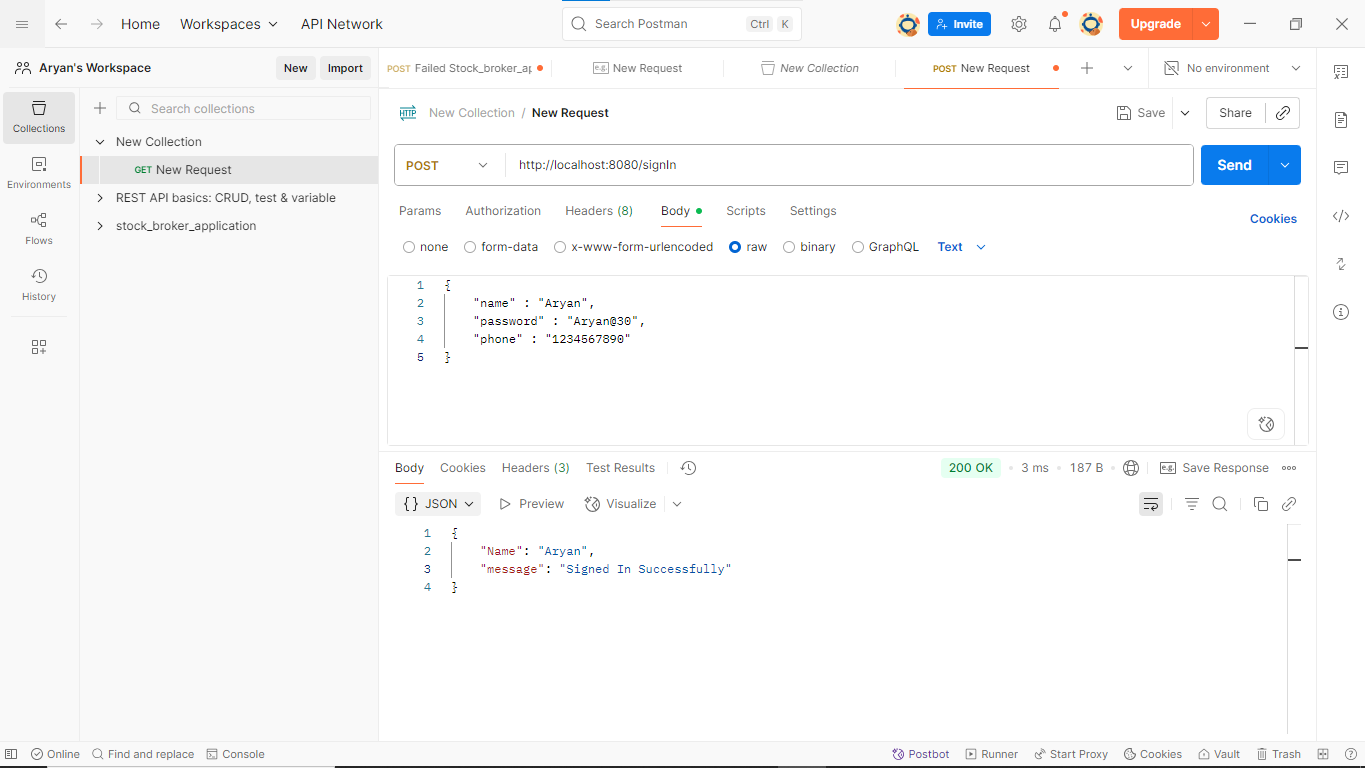 Home Workspaces API Network Search Postman Ctrl K Invite Upgrade
Aryan's Workspace New Import POST Failed Stock_broker_a New Request New Collection POST New Request No environment
Collections
Environments
Flows
History
Search collections
New Collection
GET New Request
REST API basics: CRUD, test & variable
stock_broker_application
HTTP New Collection / New Request Save Share
POST http://localhost:8080/signIn Send
Params Authorization Headers (8) Body Scripts Settings Cookies
none form-data x-www-form-urlencoded raw binary GraphQL Text
1 {
2 "name" : "Aryan",
3 "password" : "Aryan@30",
4 "phone" : "1234567890"
5 }
Body Cookies Headers (3) Test Results 200 OK • 3 ms • 187 B • e.g. Save Response
{} JSON Preview Visualize
1 {
2 "Name": "Aryan",
3 "message": "Signed In Successfully"
4 }
Online Find and replace Console Postbot Runner Start Proxy Cookies Vault Trash